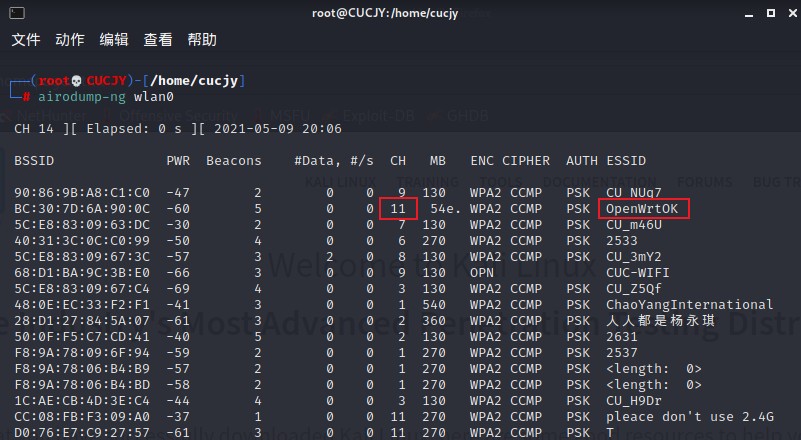 root@CUCJY:/home/cucjy
文件 动作 编辑 查看 帮助
(root💀CUCJY)-[/home/cucjy]
# airodump-ng wlan0
CH 14 ][ Elapsed: 0 s ][ 2021-05-09 20:06
BSSID PWR Beacons #Data, #/s CH MB ENC CIPHER AUTH ESSID
90:86:9B:A8:C1:C0 -47 2 0 0 9 130 WPA2 CCMP PSK CU_NUq7
BC:30:7D:6A:90:0C -60 5 0 0 11 54e. WPA2 CCMP PSK OpenWrtOK
5C:E8:83:09:63:DC -30 2 0 0 7 130 WPA2 CCMP PSK CU_m46U
40:31:3C:0C:C0:99 -50 4 0 0 6 270 WPA2 CCMP PSK 2533
5C:E8:83:09:67:3C -57 3 2 0 3 130 WPA2 CCMP PSK CU_3mY2
68:D1:BA:9C:3B:E0 -66 3 0 0 1 130 OPN CUC-WIFI
5C:E8:83:09:67:C4 -69 4 0 0 3 130 WPA2 CCMP PSK CU_Z5Qf
48:0E:EC:33:F2:F1 -41 3 0 0 1 540 WPA2 CCMP PSK ChaoYangInternational
28:D1:27:84:5A:07 -61 3 0 0 1 360 WPA2 CCMP PSK 人人都是杨永琪
50:0F:F5:C7:CD:41 -40 5 0 0 2 130 WPA2 CCMP PSK 2631
F8:9A:78:09:6F:94 -59 2 0 0 1 270 WPA2 CCMP PSK 2537
F8:9A:78:06:B4:B9 -57 2 0 0 1 270 WPA2 CCMP PSK <length: 0>
F8:9A:78:06:B4:BD -58 2 0 0 1 270 WPA2 CCMP PSK <length: 0>
1C:AE:CB:4D:3E:C4 -44 3 0 0 1 270 WPA2 CCMP PSK CU_H9Dr
CC:08:FB:F3:09:A0 -37 1 0 0 11 270 WPA2 CCMP PSK pleace don't use 2.4G
D0:76:E7:C9:27:57 -61 3 0 0 11 270 WPA2 CCMP PSK T